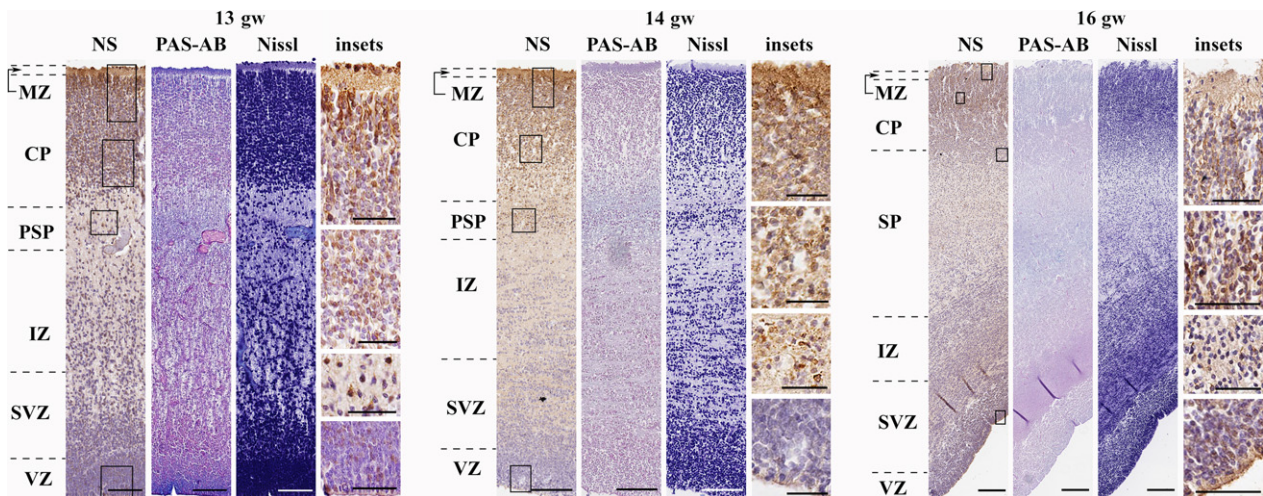 13 gw
NS PAS-AB Nissl insets
MZ
CP
PSP
IZ
SVZ
VZ
14 gw
NS PAS-AB Nissl insets
MZ
CP
PSP
IZ
SVZ
VZ
16 gw
NS PAS-AB Nissl insets
MZ
CP
SP
IZ
SVZ
VZ